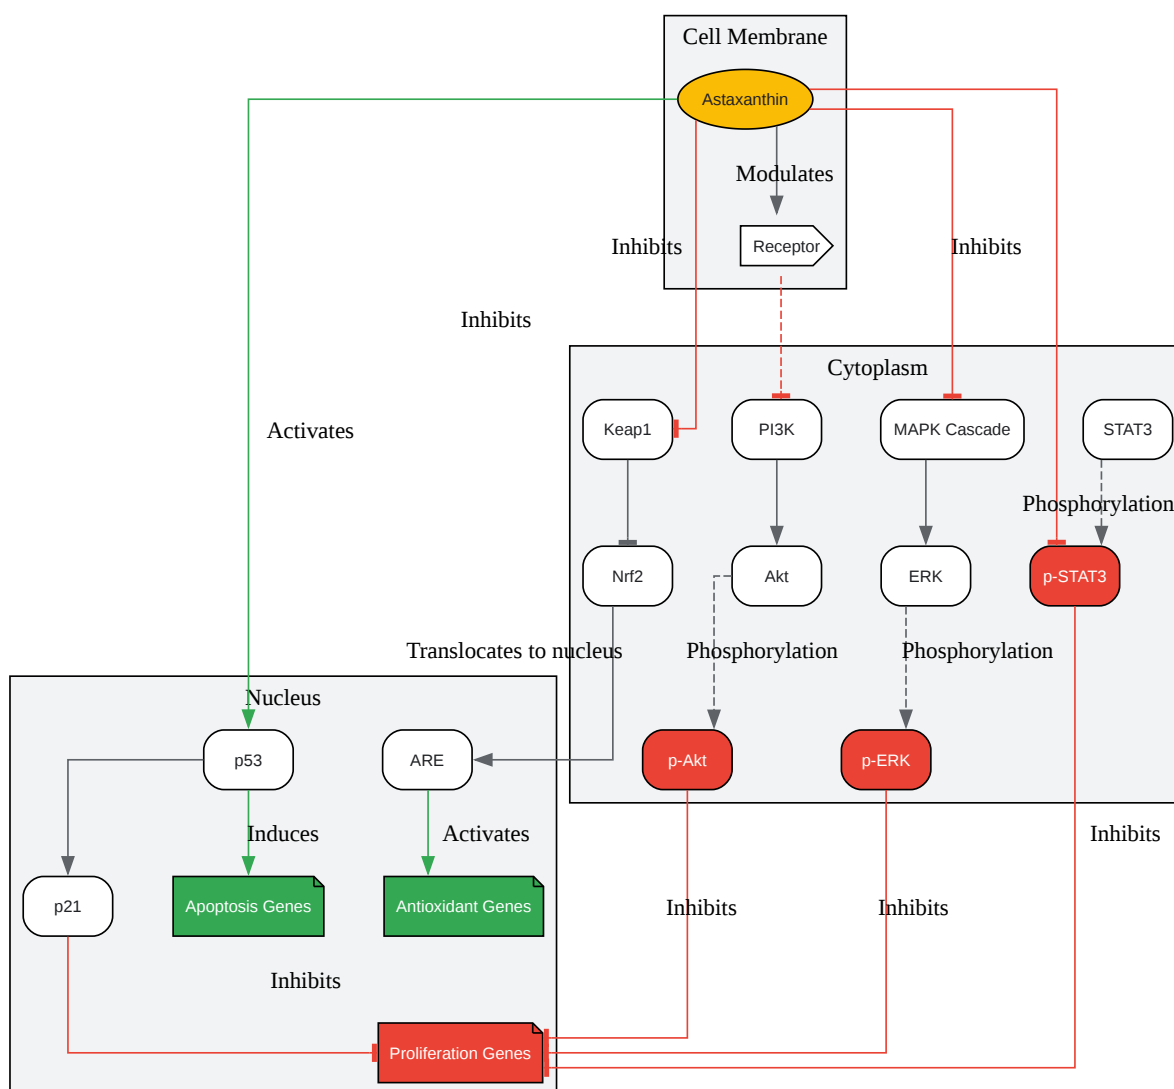 Cell Membrane
Astaxanthin
Modulates
Inhibits
Receptor
Inhibits
Inhibits
Cytoplasm
Activates
Keap1
PI3K
MAPK Cascade
STAT3
Phosphorylation
Nrf2
Akt
ERK
p-STAT3
Translocates to nucleus
Phosphorylation
Phosphorylation
Nucleus
p53
ARE
p-Akt
p-ERK
Induces
Activates
Inhibits
p21
Apoptosis Genes
Antioxidant Genes
Inhibits
Inhibits
Inhibits
Proliferation Genes